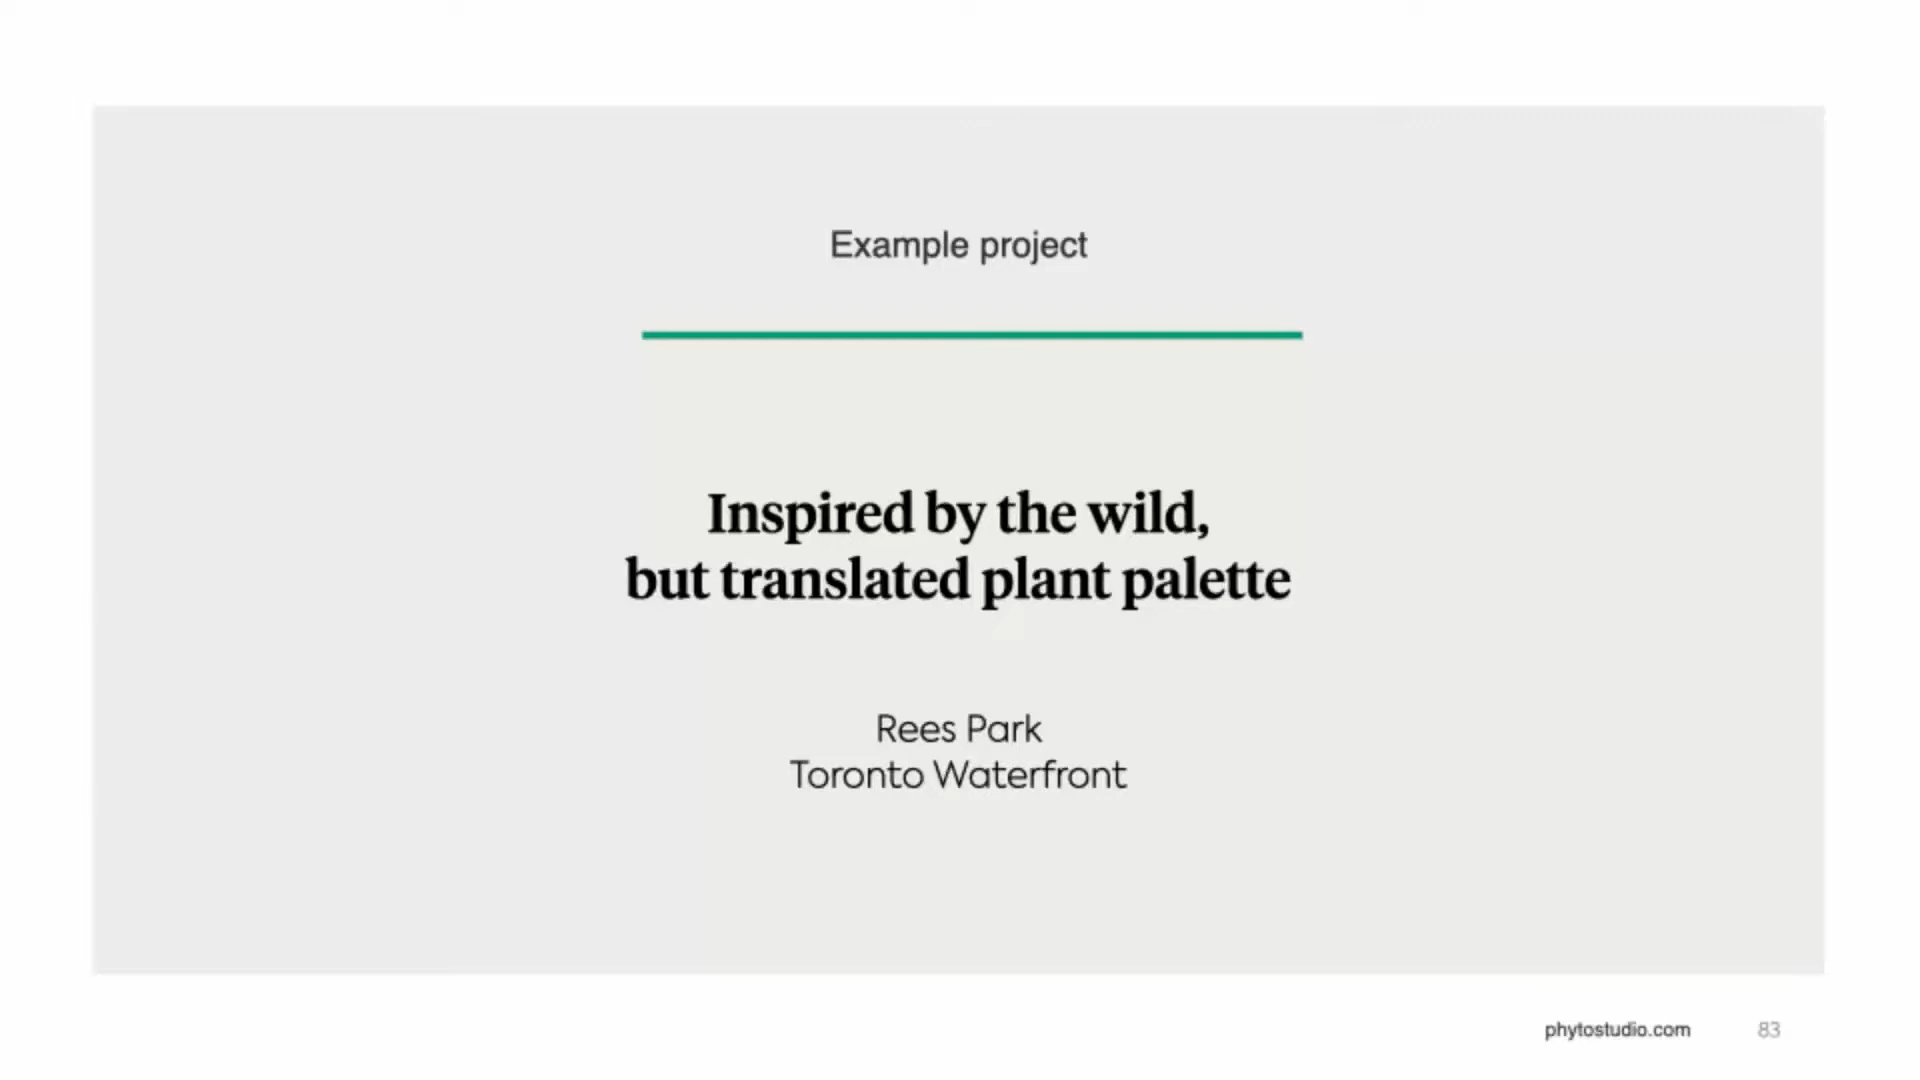 Example project
Inspired by the wild,
but translated plant palette
Rees Park
Toronto Waterfront
phytostudio.com
83